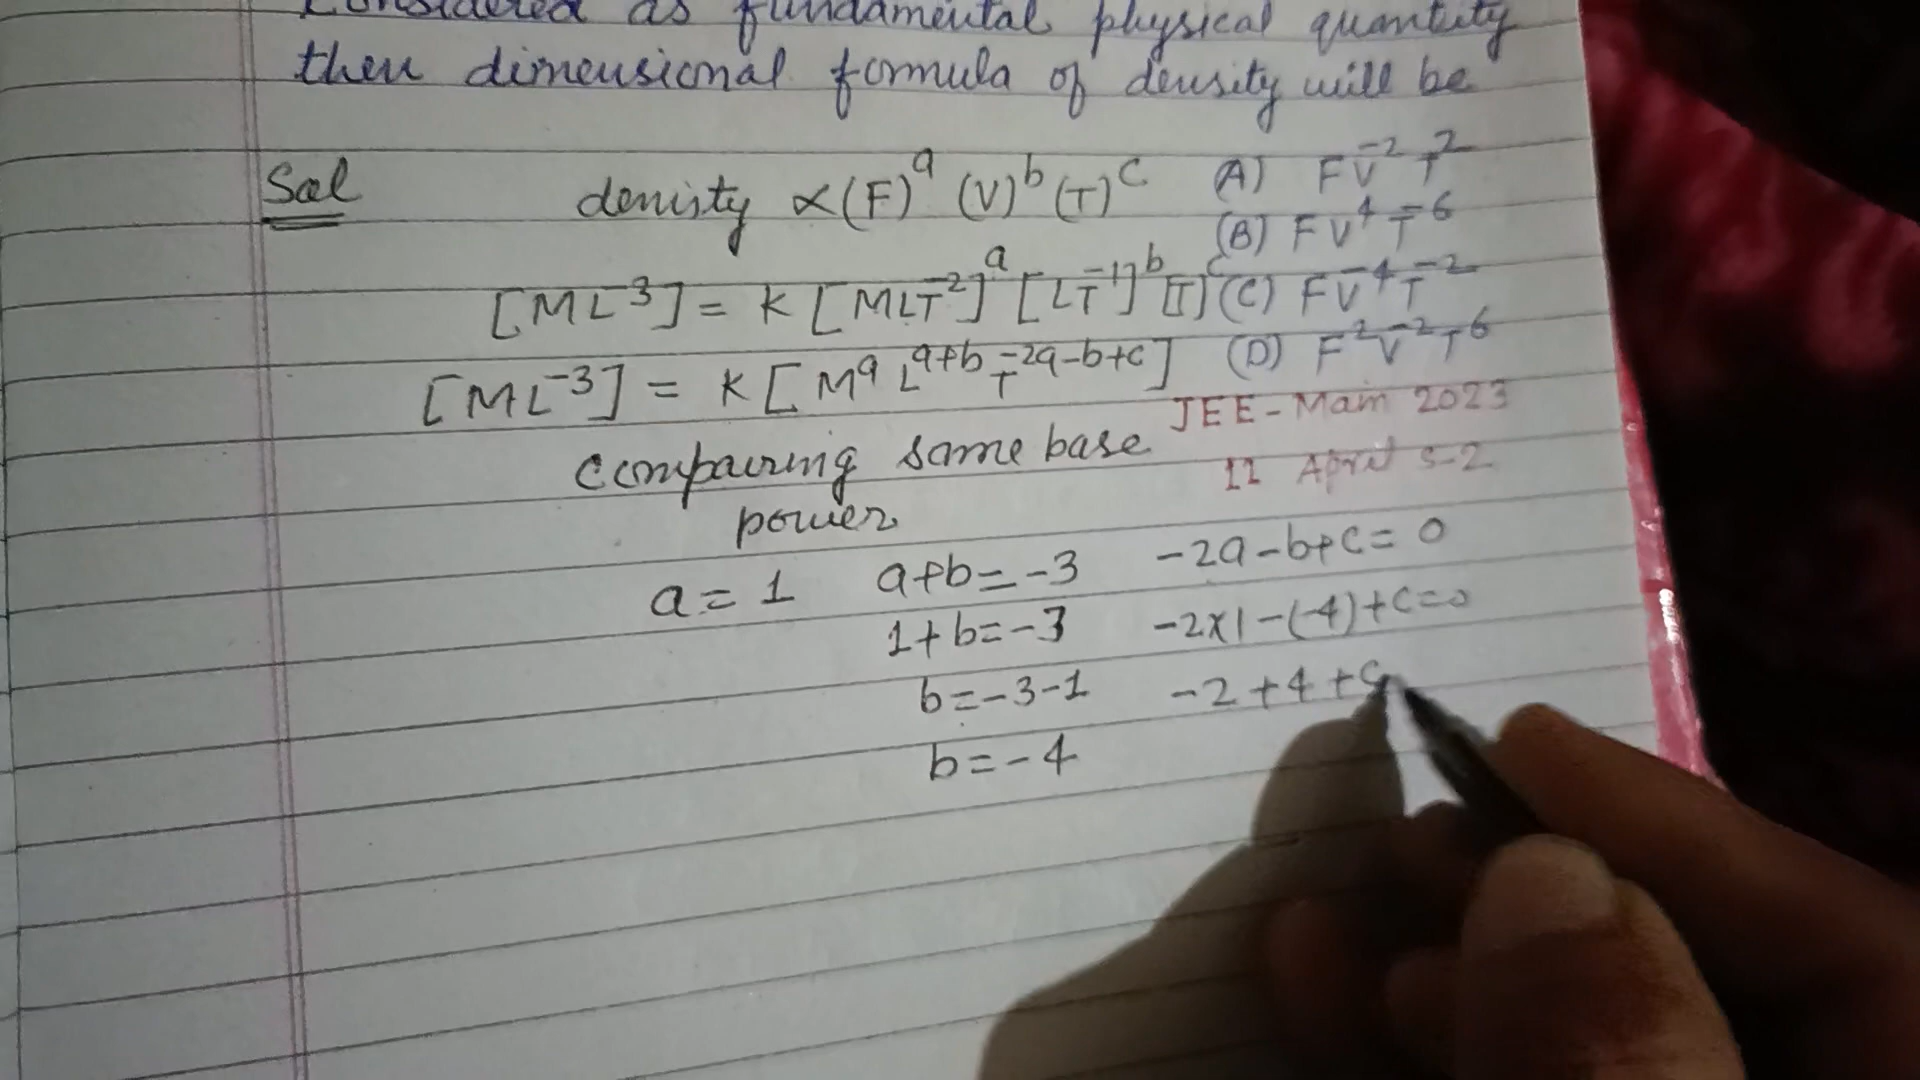 Considered as fundamental physical quantity
then dimensional formula of density will be
Sol density ∝ (F)^a (V)^b (T)^c (A) FV^-2 T^2
(B) FV^4 T^-6
[ML^-3] = K [MLT^-2]^a [LT^-1]^b [T]^c (C) FV^-4 T^-2
[ML^-3] = K [M^a L^a+b T^-2a-b+c] (D) F^2 V^-2 T^6
JEE-Main 2023
comparing same base
11 April S-2
power
a = 1 a+b=-3 -2a-b+c=0
1+b=-3 -2×1-(-4)+c=0
b=-3-1 -2+4+c
b=-4